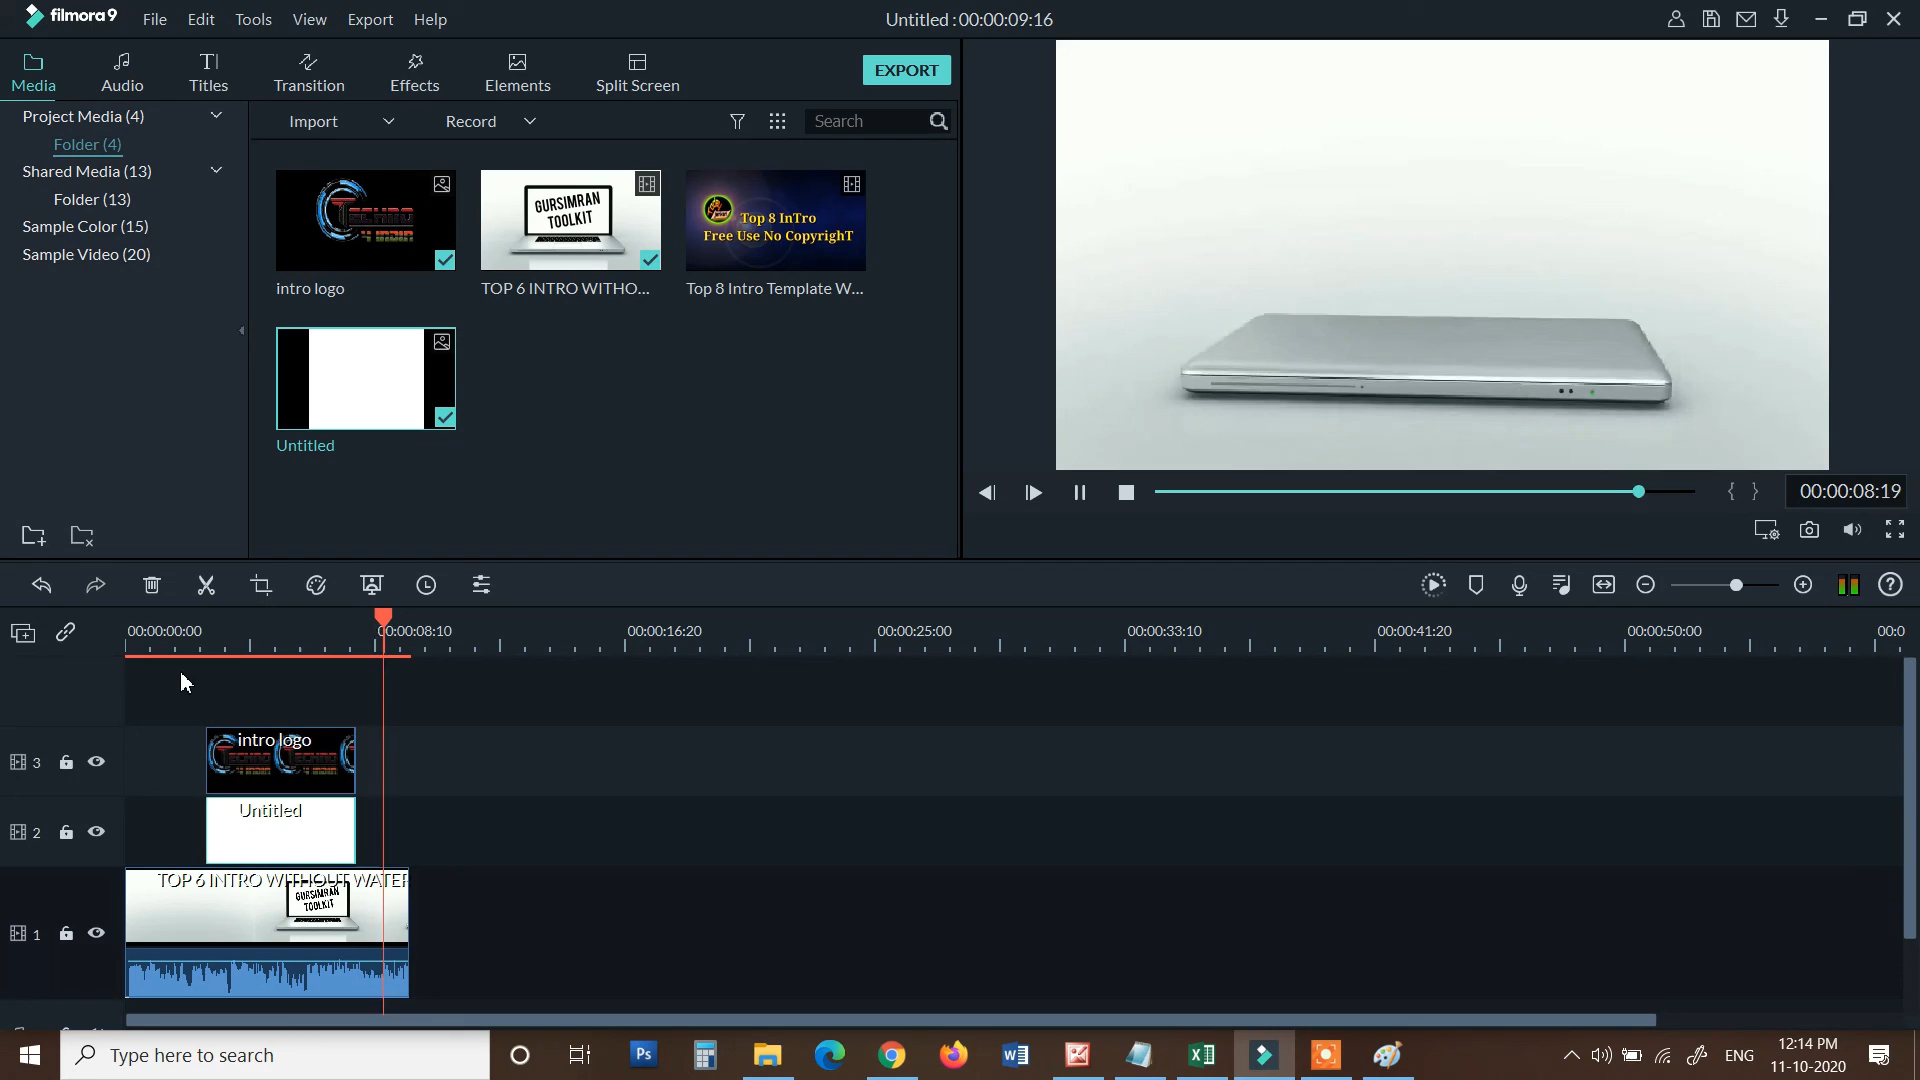 filmora9 File Edit Tools View Export Help Untitled : 00:00:09:16
Media Audio Titles Transition Effects Elements Split Screen EXPORT
Project Media (4)
Folder (4)
Shared Media (13)
Folder (13)
Sample Color (15)
Sample Video (20)
Import Record Search
TECHNO
4 INDIA
intro logo
GURSIMRAN
TOOLKIT
TOP 6 INTRO WITHO...
Top 8 InTro
Free Use No CopyrighT
Top 8 Intro Template W...
Untitled
{ } 00:00:08:19
00:00:00:00 00:00:08:10 00:00:16:20 00:00:25:00 00:00:33:10 00:00:41:20 00:00:50:00 00:0
3 intro logo
2 Untitled
1 TOP 6 INTRO WITHOUT WATER
GURSIMRAN
TOOLKIT
Type here to search
Ps
ENG
12:14 PM
11-10-2020